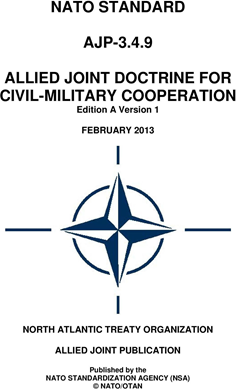 NATO STANDARD
AJP-3.4.9
ALLIED JOINT DOCTRINE FOR
CIVIL-MILITARY COOPERATION
Edition A Version 1
FEBRUARY 2013
NORTH ATLANTIC TREATY ORGANIZATION
ALLIED JOINT PUBLICATION
Published by the
NATO STANDARDIZATION AGENCY (NSA)
© NATO/OTAN